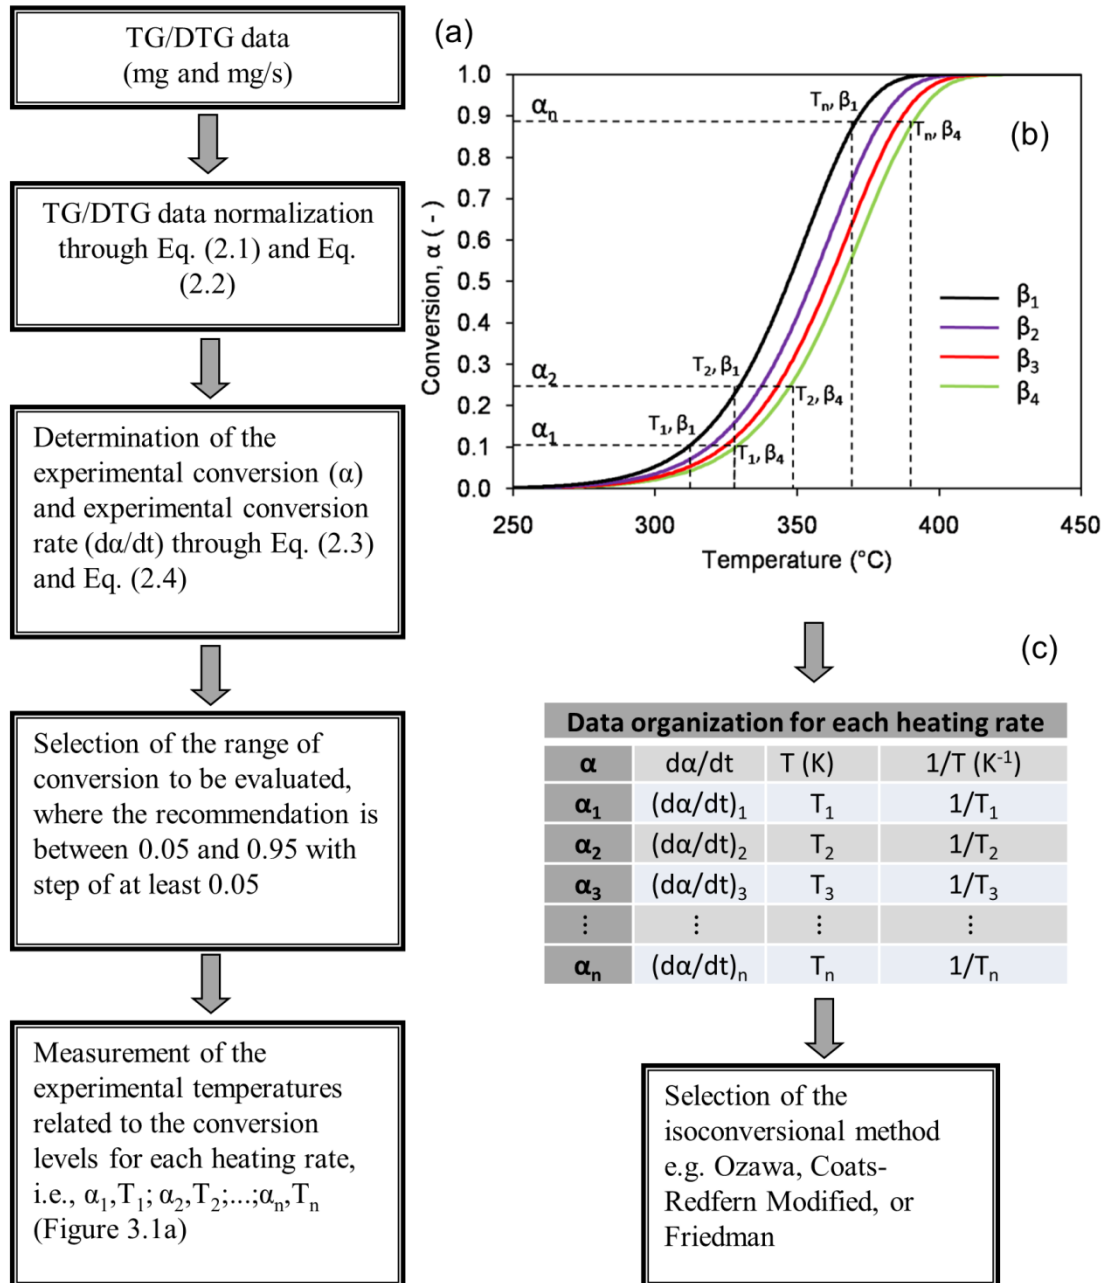 TG/DTG data
(mg and mg/s)
TG/DTG data normalization
through Eq. (2.1) and Eq.
(2.2)
Determination of the
experimental conversion (α)
and experimental conversion
rate (dα/dt) through Eq. (2.3)
and Eq. (2.4)
Selection of the range of
conversion to be evaluated,
where the recommendation is
between 0.05 and 0.95 with
step of at least 0.05
Measurement of the
experimental temperatures
related to the conversion
levels for each heating rate,
i.e., α₁,T₁; α₂,T₂;...;αₙ,Tₙ
(Figure 3.1a)
(a)
(b)
Conversion, α ( - )
1.0
0.9
0.8
0.7
0.6
0.5
0.4
0.3
0.2
0.1
0.0
αₙ
α₂
α₁
Tₙ, β₁
Tₙ, β₄
T₂, β₁
T₂, β₄
T₁, β₁
T₁, β₄
β₁
β₂
β₃
β₄
250 300 350 400 450
Temperature (°C)
(c)
Data organization for each heating rate
α dα/dt T (K) 1/T (K⁻¹)
α₁ (dα/dt)₁ T₁ 1/T₁
α₂ (dα/dt)₂ T₂ 1/T₂
α₃ (dα/dt)₃ T₃ 1/T₃
⋮ ⋮ ⋮ ⋮
αₙ (dα/dt)ₙ Tₙ 1/Tₙ
Selection of the
isoconversional method
e.g. Ozawa, Coats-
Redfern Modified, or
Friedman